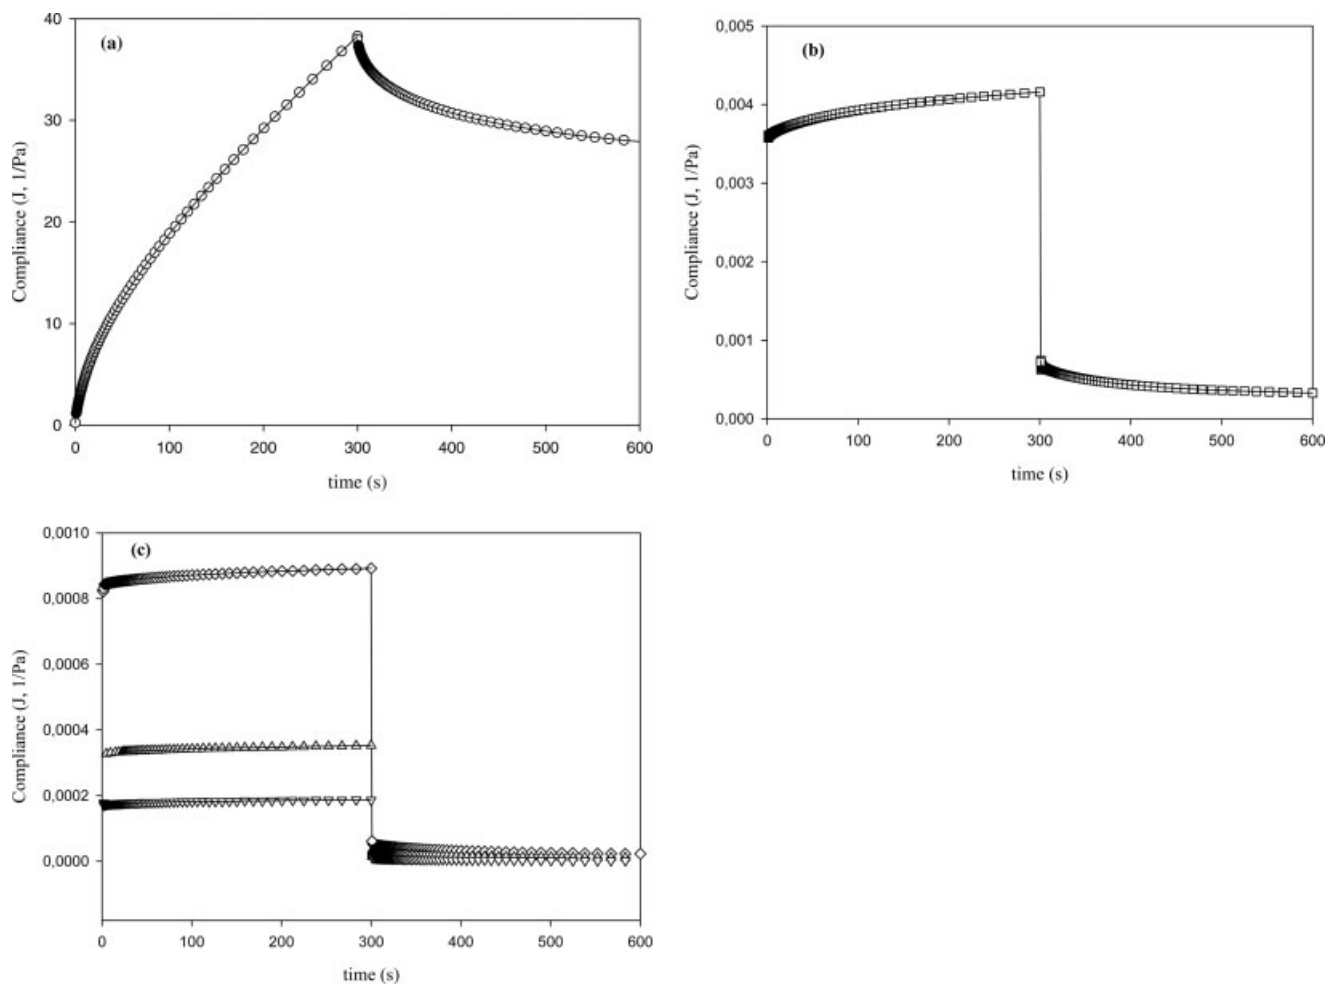 (a)
Compliance (J, 1/Pa)
40
30
20
10
0
0 100 200 300 400 500 600
time (s)
(b)
Compliance (J, 1/Pa)
0,005
0,004
0,003
0,002
0,001
0,000
0 100 200 300 400 500 600
time (s)
(c)
Compliance (J, 1/Pa)
0,0010
0,0008
0,0006
0,0004
0,0002
0,0000
0 100 200 300 400 500 600
time (s)